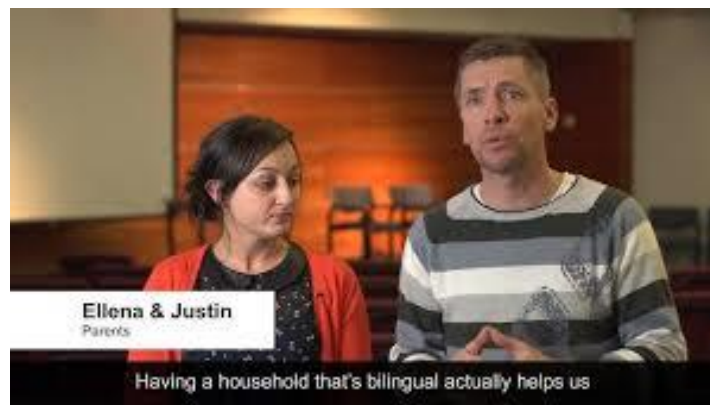 Ellena & Justin
Parents
Having a household that's bilingual actually helps us